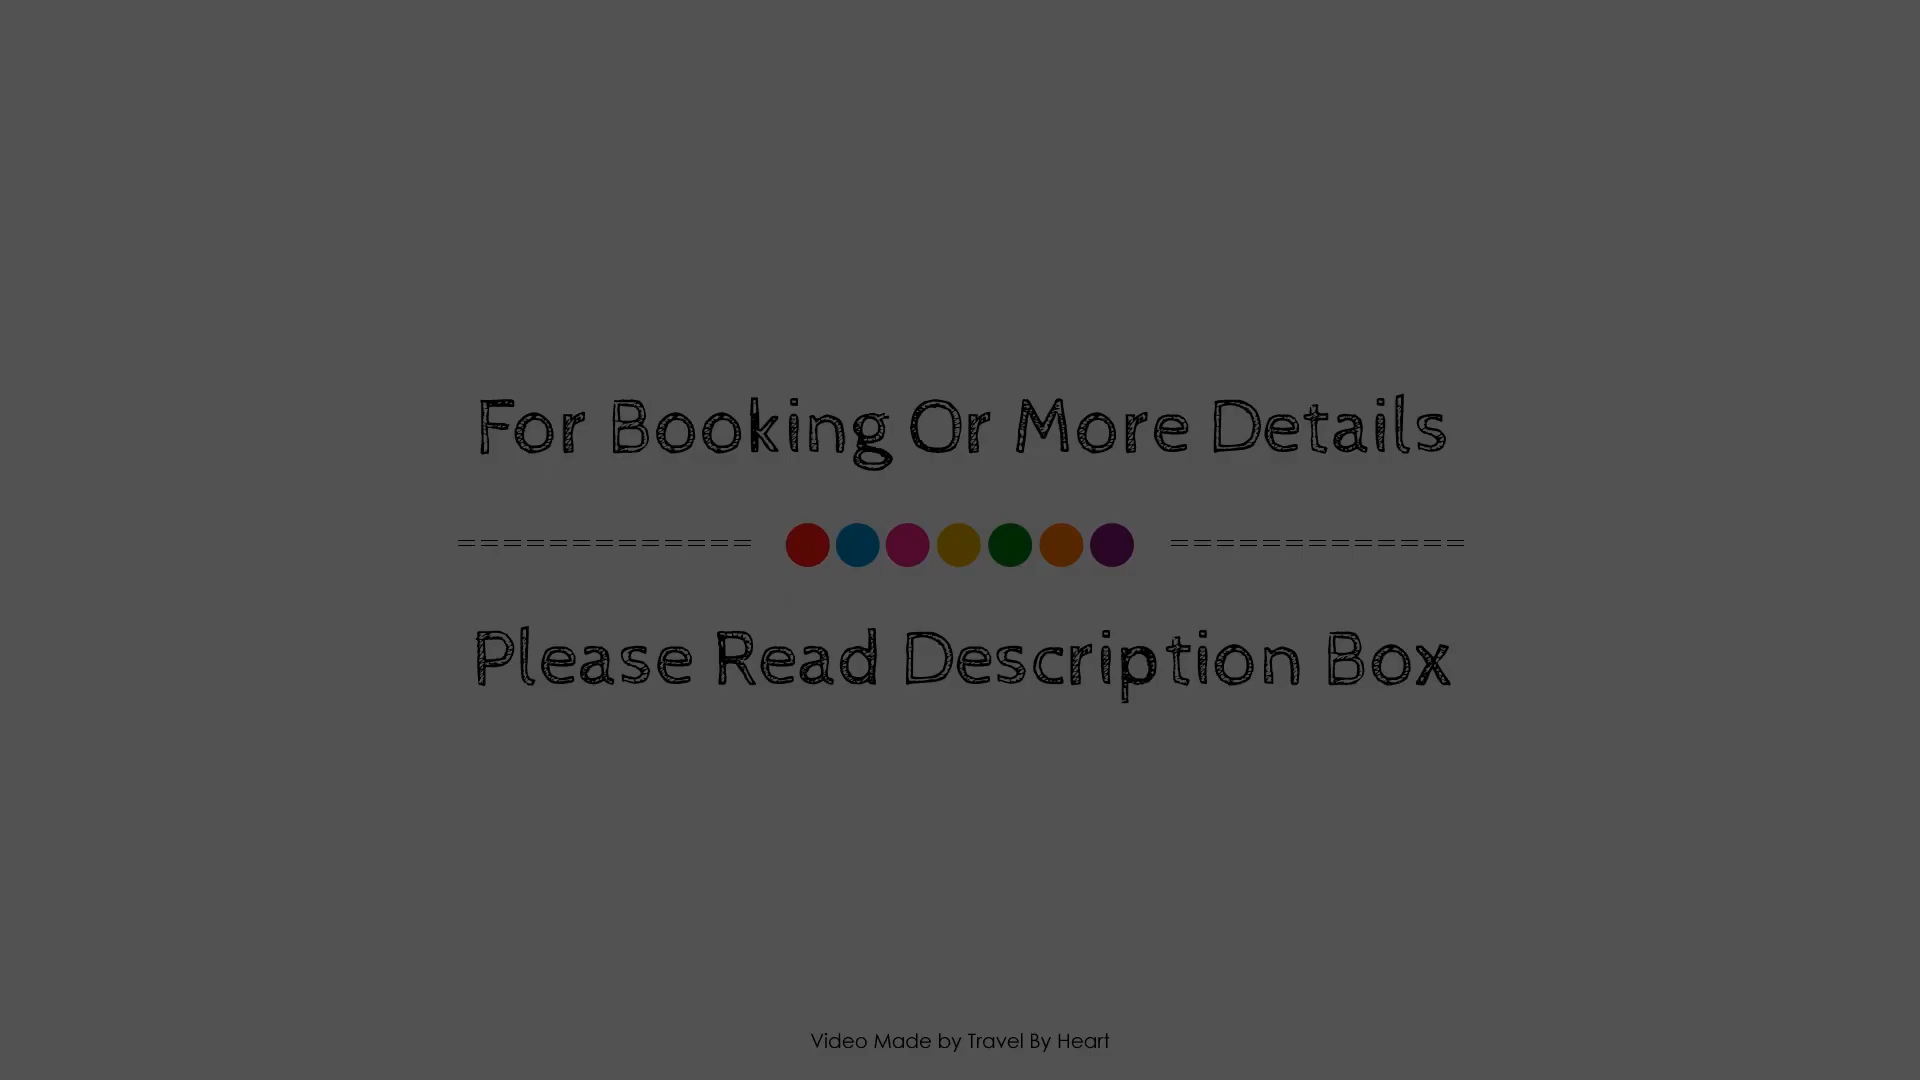 For Booking Or More Details
============= =============
Please Read Description Box
Video Made by Travel By Heart